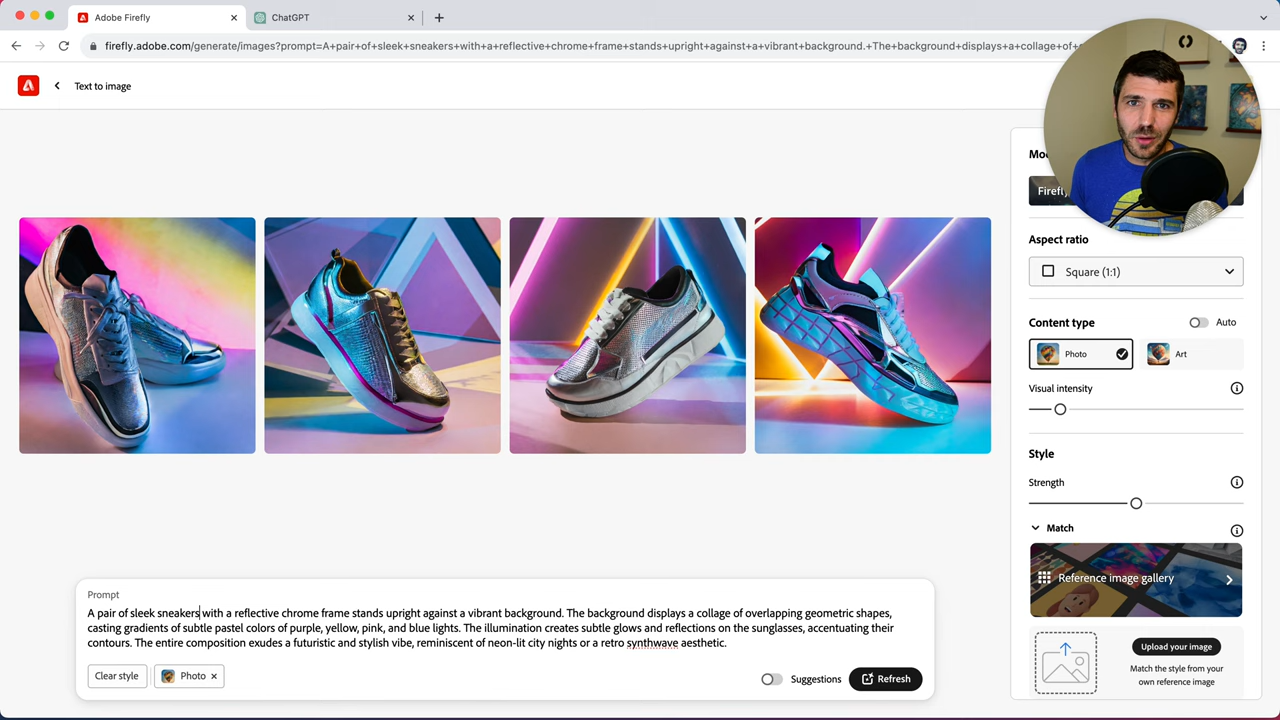 Adobe Firefly
ChatGPT
firefly.adobe.com/generate/images?prompt=A+pair+of+sleek+sneakers+with+a+reflective+chrome+frame+stands+upright+against+a+vibrant+background.+The+background+displays+a+collage+of+
Text to image
Aspect ratio
Square (1:1)
Content type
Auto
Photo
Art
Visual intensity
Style
Strength
Match
Reference image gallery
Upload your image
Match the style from your
own reference image
Prompt
A pair of sleek sneakers with a reflective chrome frame stands upright against a vibrant background. The background displays a collage of overlapping geometric shapes,
casting gradients of subtle pastel colors of purple, yellow, pink, and blue lights. The illumination creates subtle glows and reflections on the sunglasses, accentuating their
contours. The entire composition exudes a futuristic and stylish vibe, reminiscent of neon-lit city nights or a retro synthwave aesthetic.
Clear style
Photo
Suggestions
Refresh